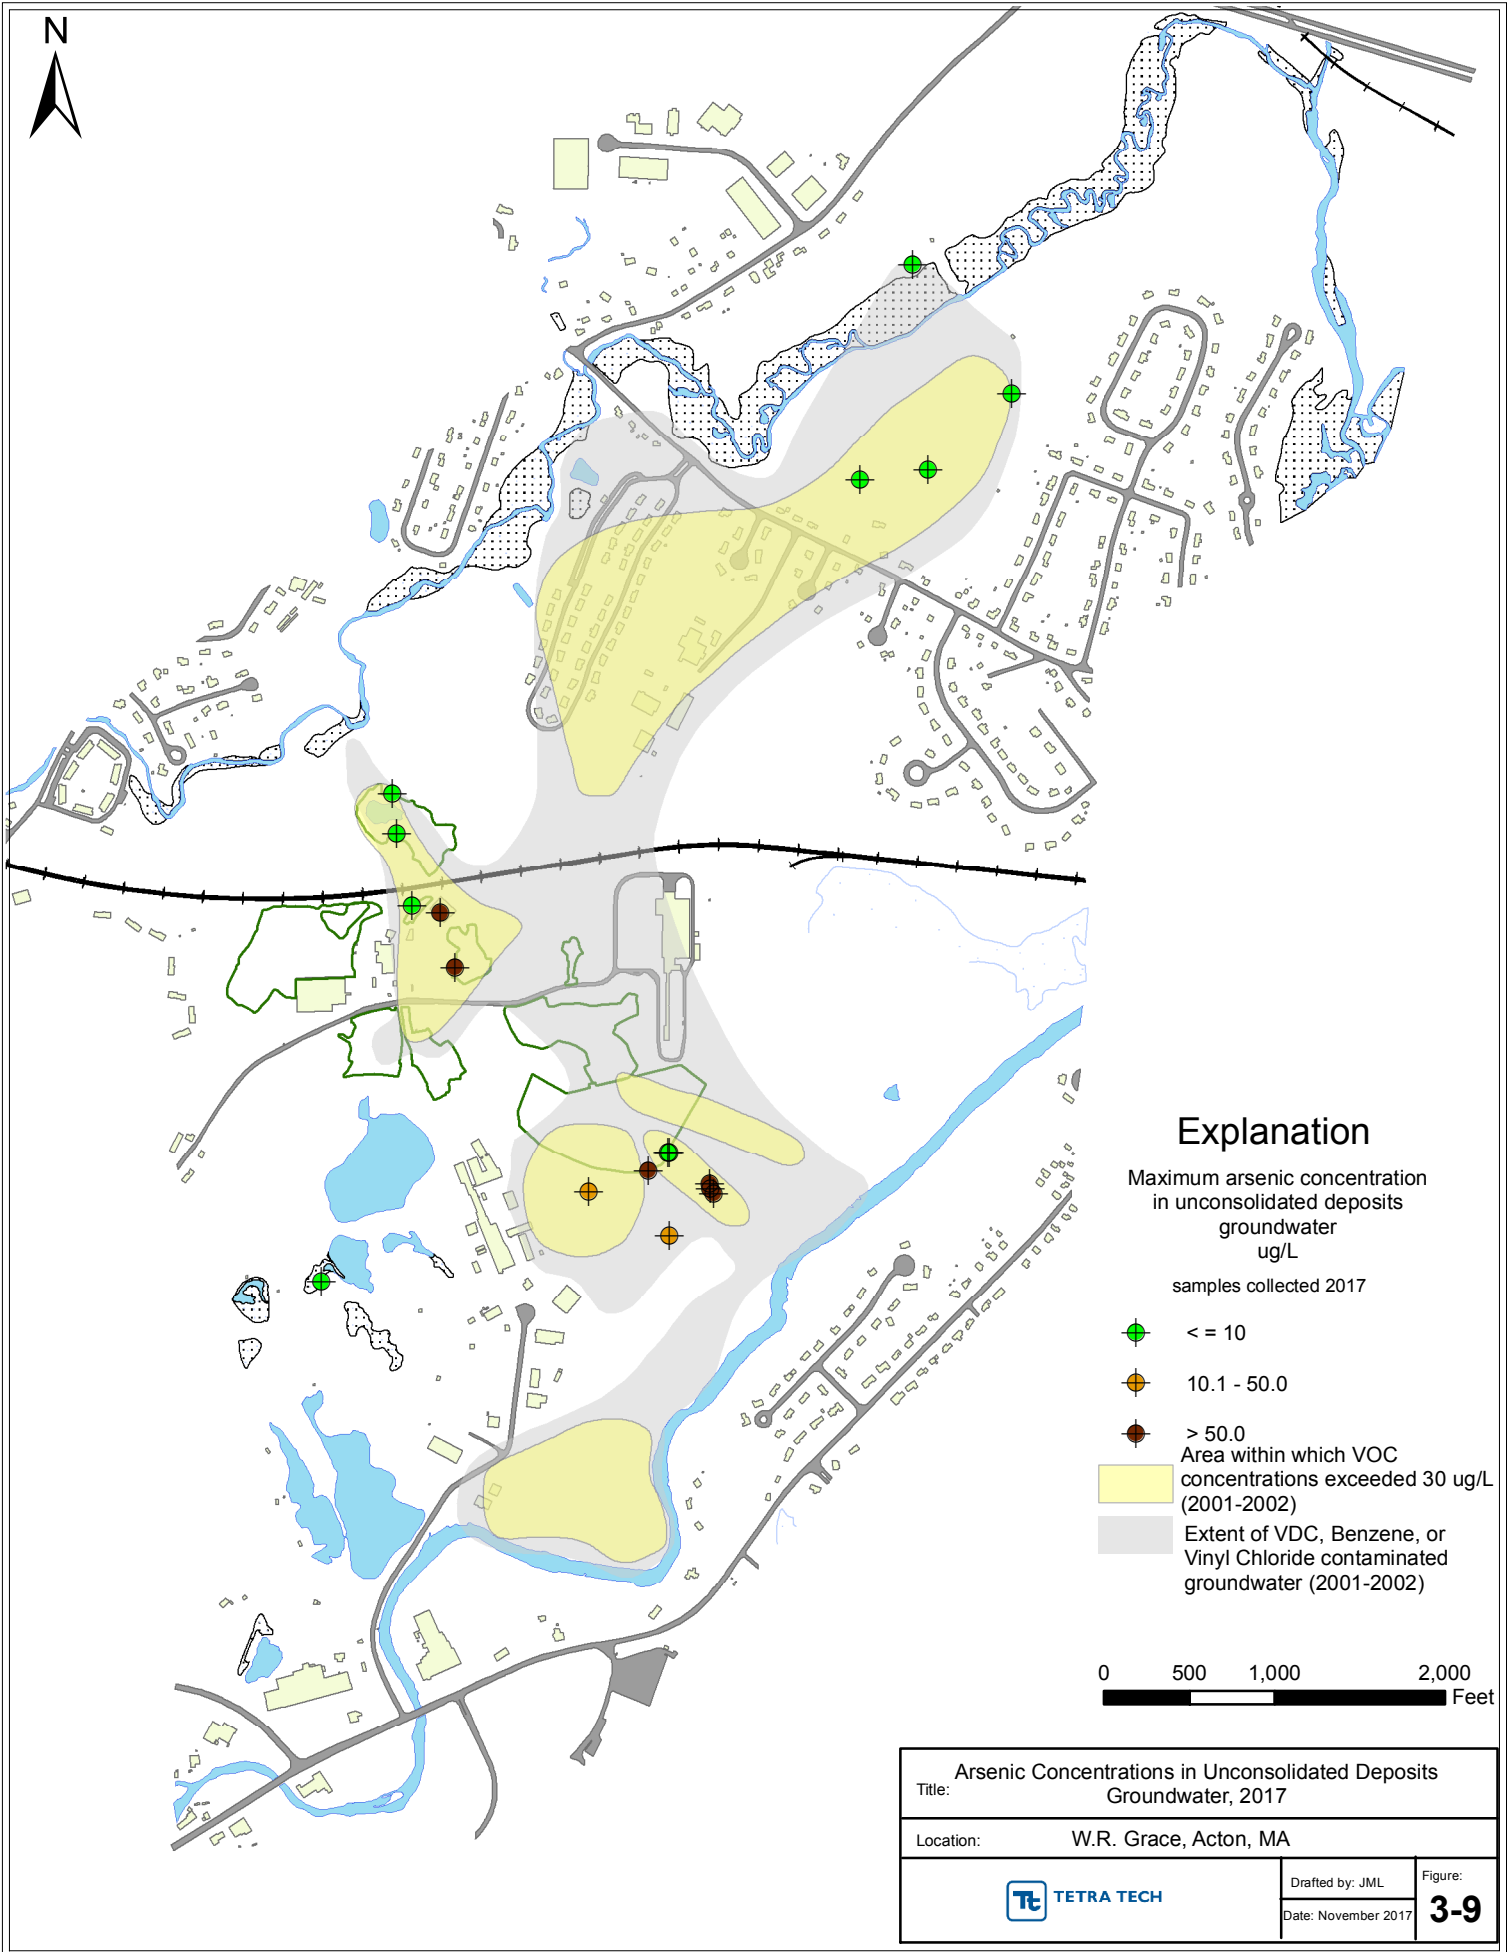 N
Explanation
Maximum arsenic concentration
in unconsolidated deposits
groundwater
ug/L
samples collected 2017
< = 10
10.1 - 50.0
> 50.0
Area within which VOC
concentrations exceeded 30 ug/L
(2001-2002)
Extent of VDC, Benzene, or
Vinyl Chloride contaminated
groundwater (2001-2002)
0 500 1,000 2,000
Feet
Title: Arsenic Concentrations in Unconsolidated Deposits
Groundwater, 2017
Location: W.R. Grace, Acton, MA
Tt TETRA TECH
Drafted by: JML
Date: November 2017
Figure:
3-9